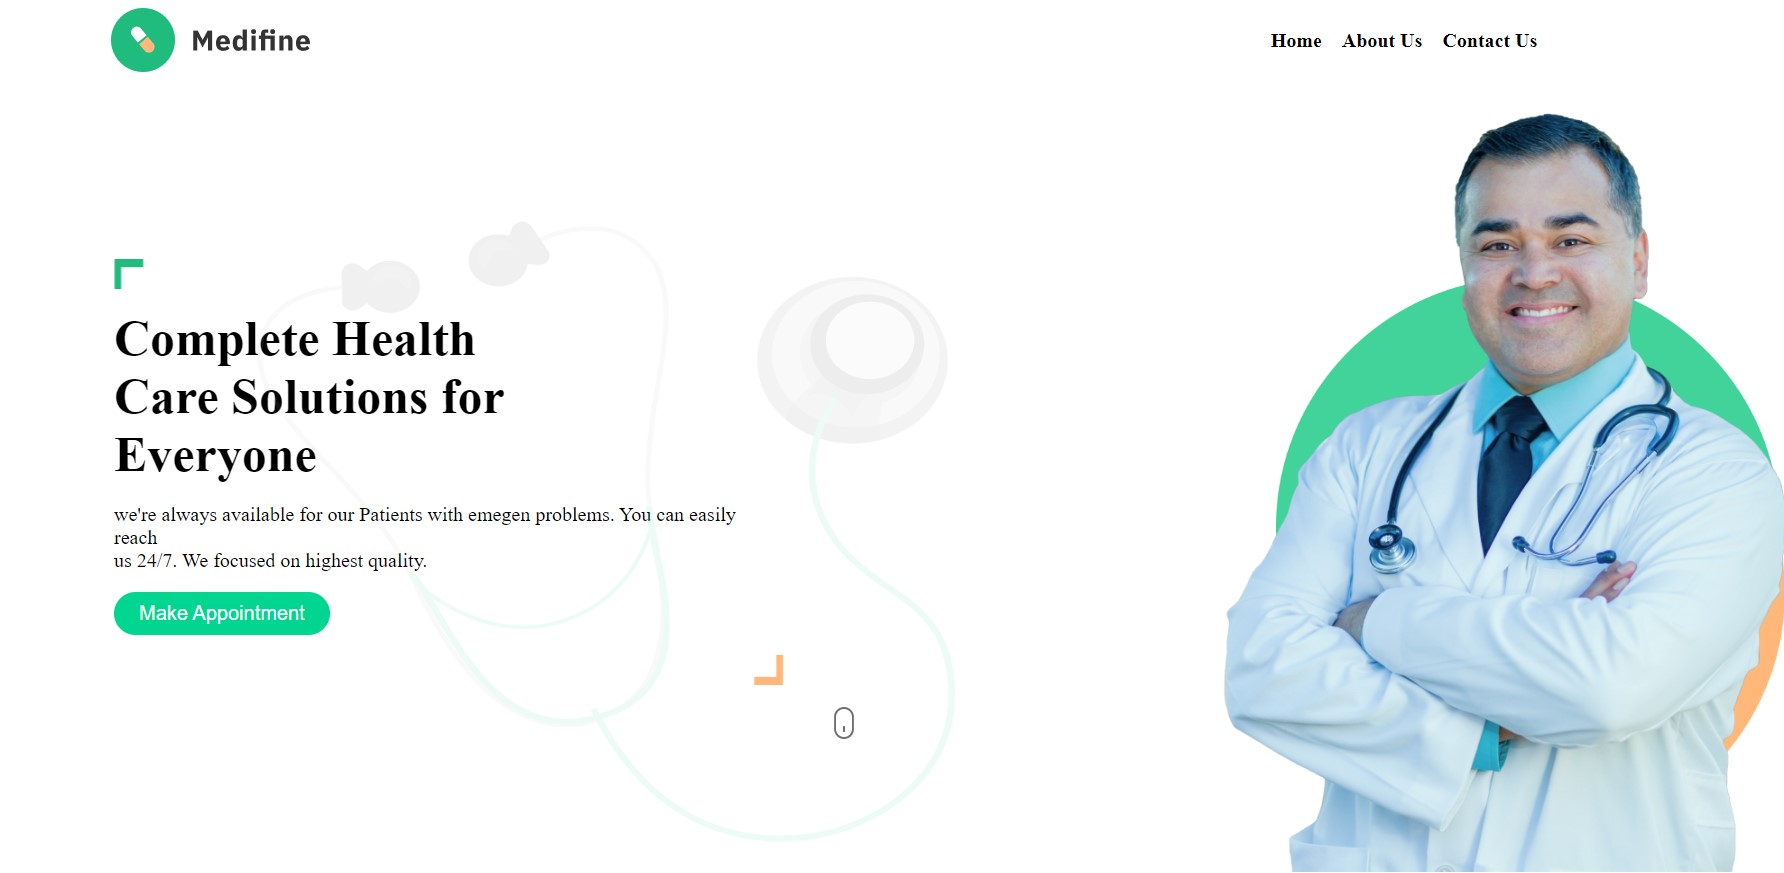 Medifine
Home About Us Contact Us
Complete Health
Care Solutions for
Everyone
we're always available for our Patients with emegen problems. You can easily
reach
us 24/7. We focused on highest quality.
Make Appointment